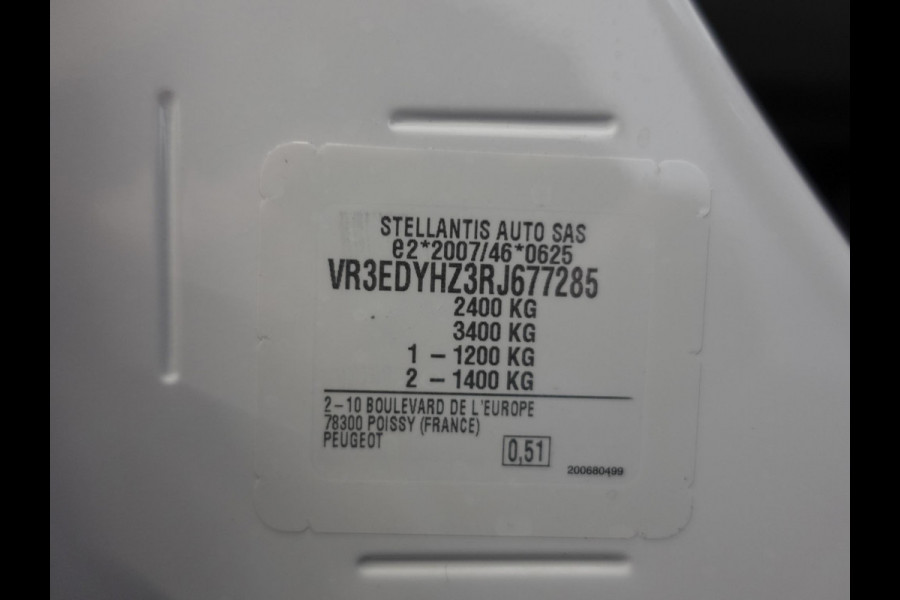 STELLANTIS AUTO SAS
e2*2007/46*0625
VR3EDYHZ3RJ677285
2400 KG
3400 KG
1 – 1200 KG
2 – 1400 KG
2–10 BOULEVARD DE L'EUROPE
78300 POISSY (FRANCE)
PEUGEOT
0,51
200680499